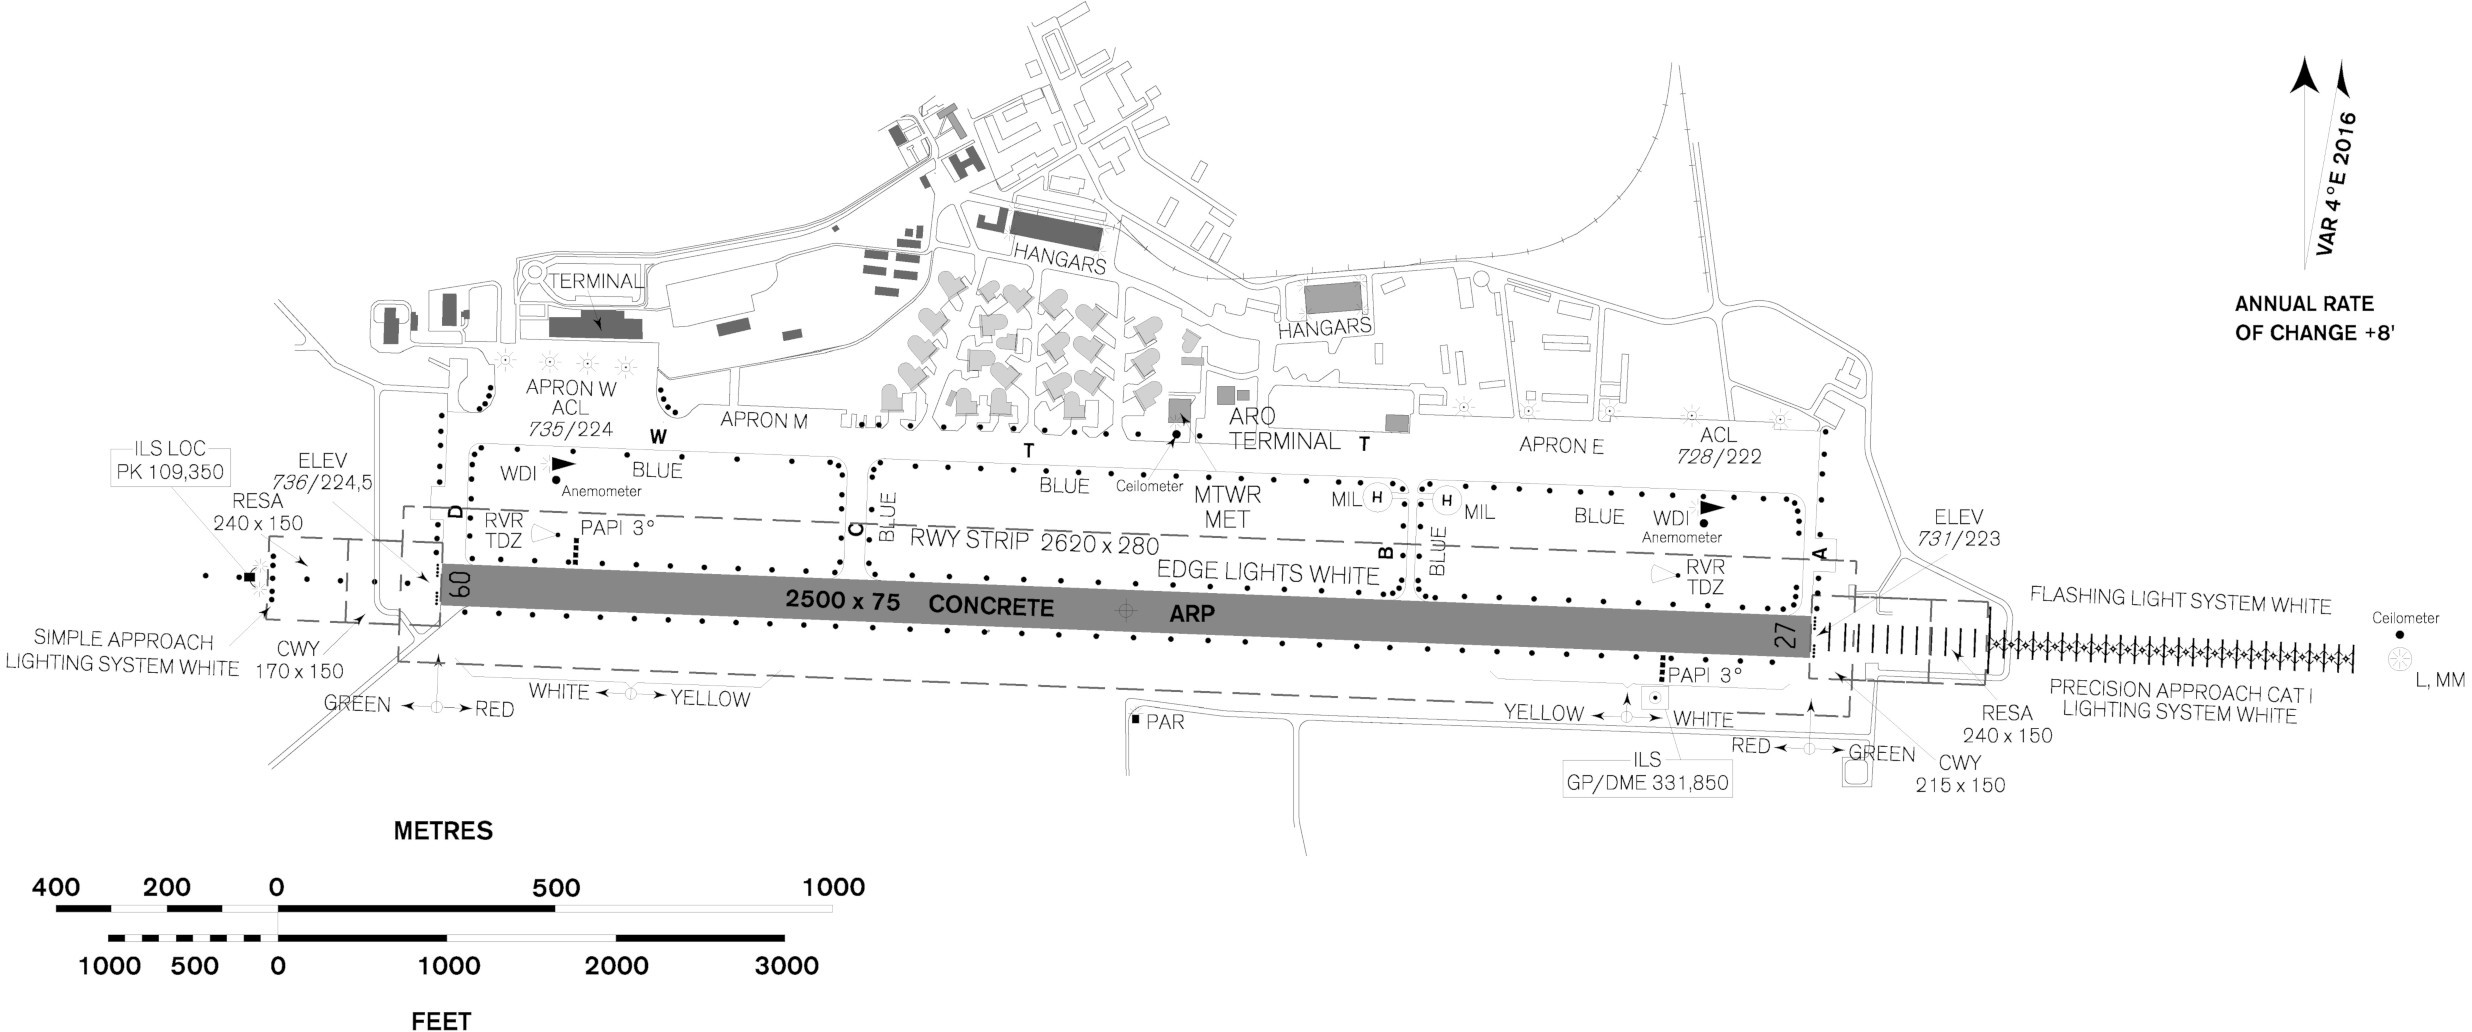 VAR 4°E 2016
ANNUAL RATE
OF CHANGE +8'
TERMINAL
HANGARS
HANGARS
APRON W
ACL
735/224
APRON M
W
ARO
TERMINAL
T
T
APRON E
ACL
728/222
ILS LOC
PK 109,350
ELEV
736/224,5
RESA
240 x 150
WDI
Anemometer
BLUE
BLUE
Ceilometer
MTWR
MET
MIL
H
H
MIL
BLUE
WDI
Anemometer
D
RVR
TDZ
PAPI 3°
C
BLUE
RWY STRIP 2620 x 280
EDGE LIGHTS WHITE
B
BLUE
RVR
TDZ
A
ELEV
731/223
09
2500 x 75 CONCRETE ARP
27
FLASHING LIGHT SYSTEM WHITE
Ceilometer
L, MM
SIMPLE APPROACH
LIGHTING SYSTEM WHITE
CWY
170 x 150
GREEN
RED
WHITE
YELLOW
PAR
PAPI 3°
YELLOW
WHITE
RED
GREEN
ILS
GP/DME 331,850
PRECISION APPROACH CAT I
LIGHTING SYSTEM WHITE
RESA
240 x 150
CWY
215 x 150
METRES
400 200 0 500 1000
1000 500 0 1000 2000 3000
FEET